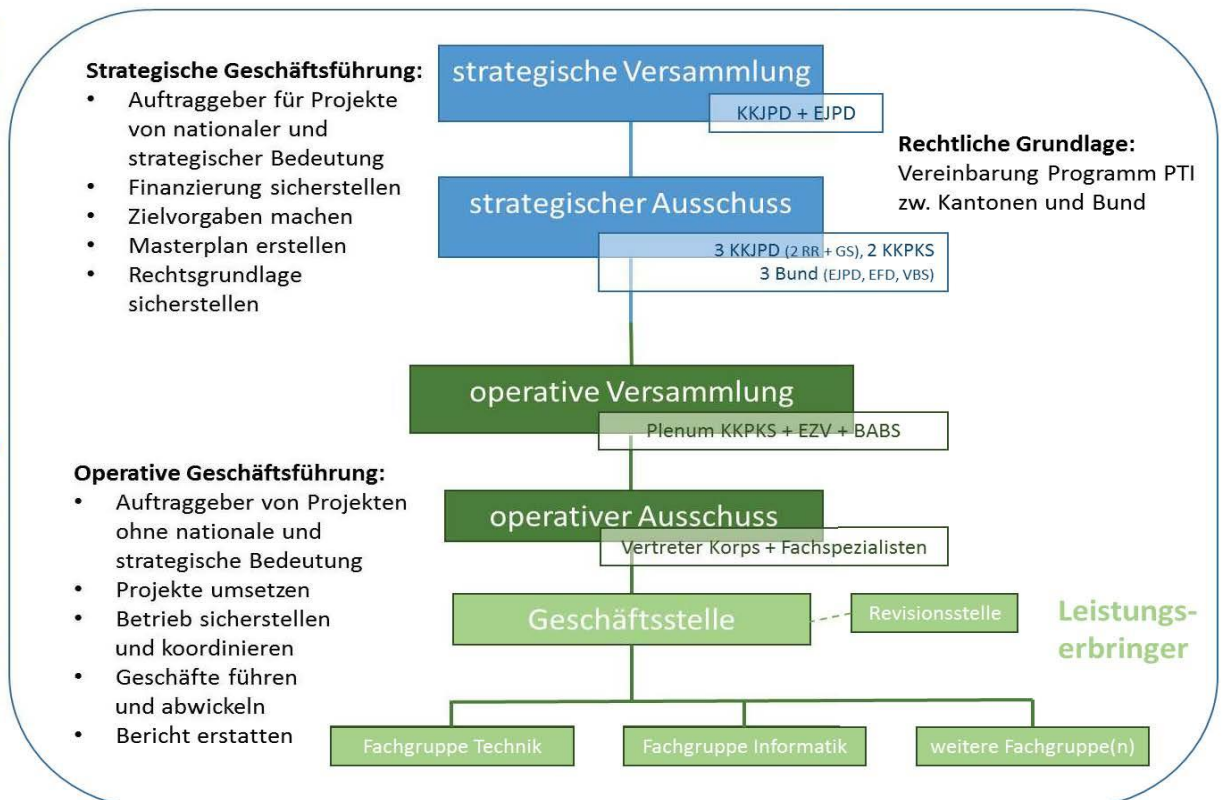 Strategische Geschäftsführung:
• Auftraggeber für Projekte
von nationaler und
strategischer Bedeutung
• Finanzierung sicherstellen
• Zielvorgaben machen
• Masterplan erstellen
• Rechtsgrundlage
sicherstellen
strategische Versammlung
KKJPD + EJPD
Rechtliche Grundlage:
Vereinbarung Programm PTI
zw. Kantonen und Bund
strategischer Ausschuss
3 KKJPD (2 RR + GS), 2 KKPKS
3 Bund (EJPD, EFD, VBS)
operative Versammlung
Plenum KKPKS + EZV + BABS
Operative Geschäftsführung:
• Auftraggeber von Projekten
ohne nationale und
strategische Bedeutung
• Projekte umsetzen
• Betrieb sicherstellen
und koordinieren
• Geschäfte führen
und abwickeln
• Bericht erstatten
operativer Ausschuss
Vertreter Korps + Fachspezialisten
Geschäftsstelle
Revisionsstelle
Leistungs-
erbringer
Fachgruppe Technik
Fachgruppe Informatik
weitere Fachgruppe(n)